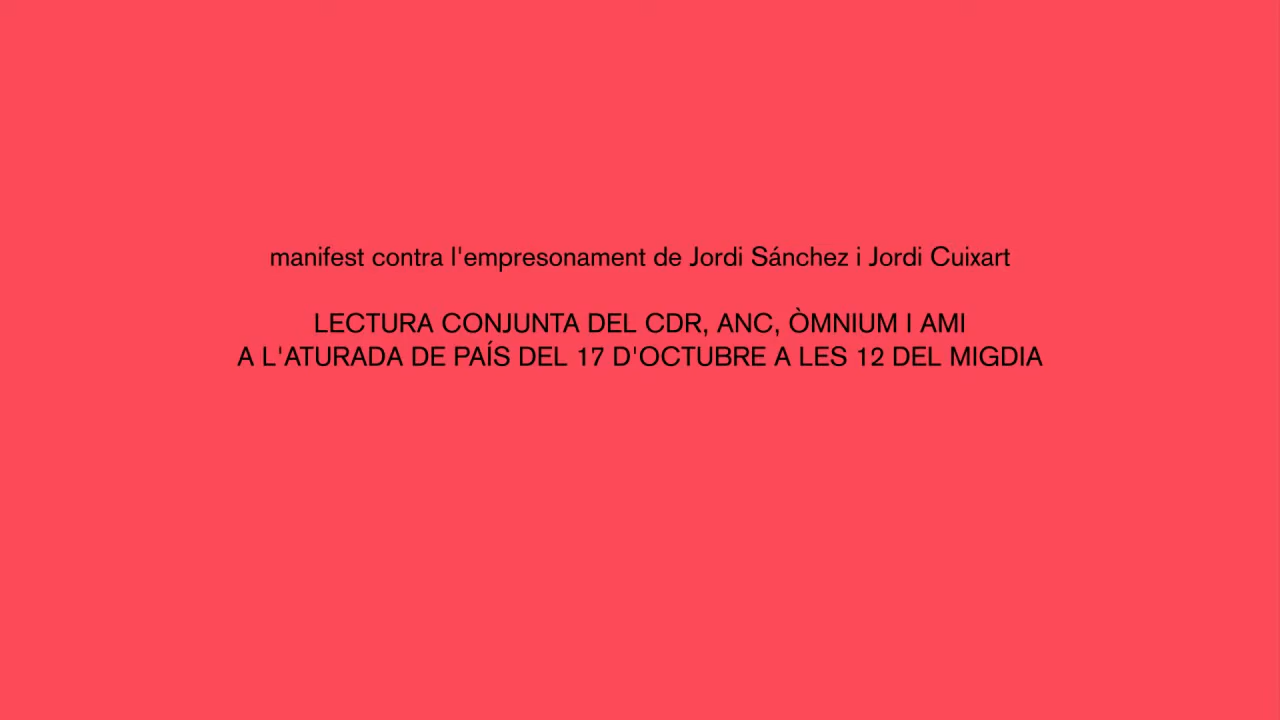 manifest contra l'empresonament de Jordi Sánchez i Jordi Cuixart
LECTURA CONJUNTA DEL CDR, ANC, ÒMNIUM I AMI
A L'ATURADA DE PAÍS DEL 17 D'OCTUBRE A LES 12 DEL MIGDIA